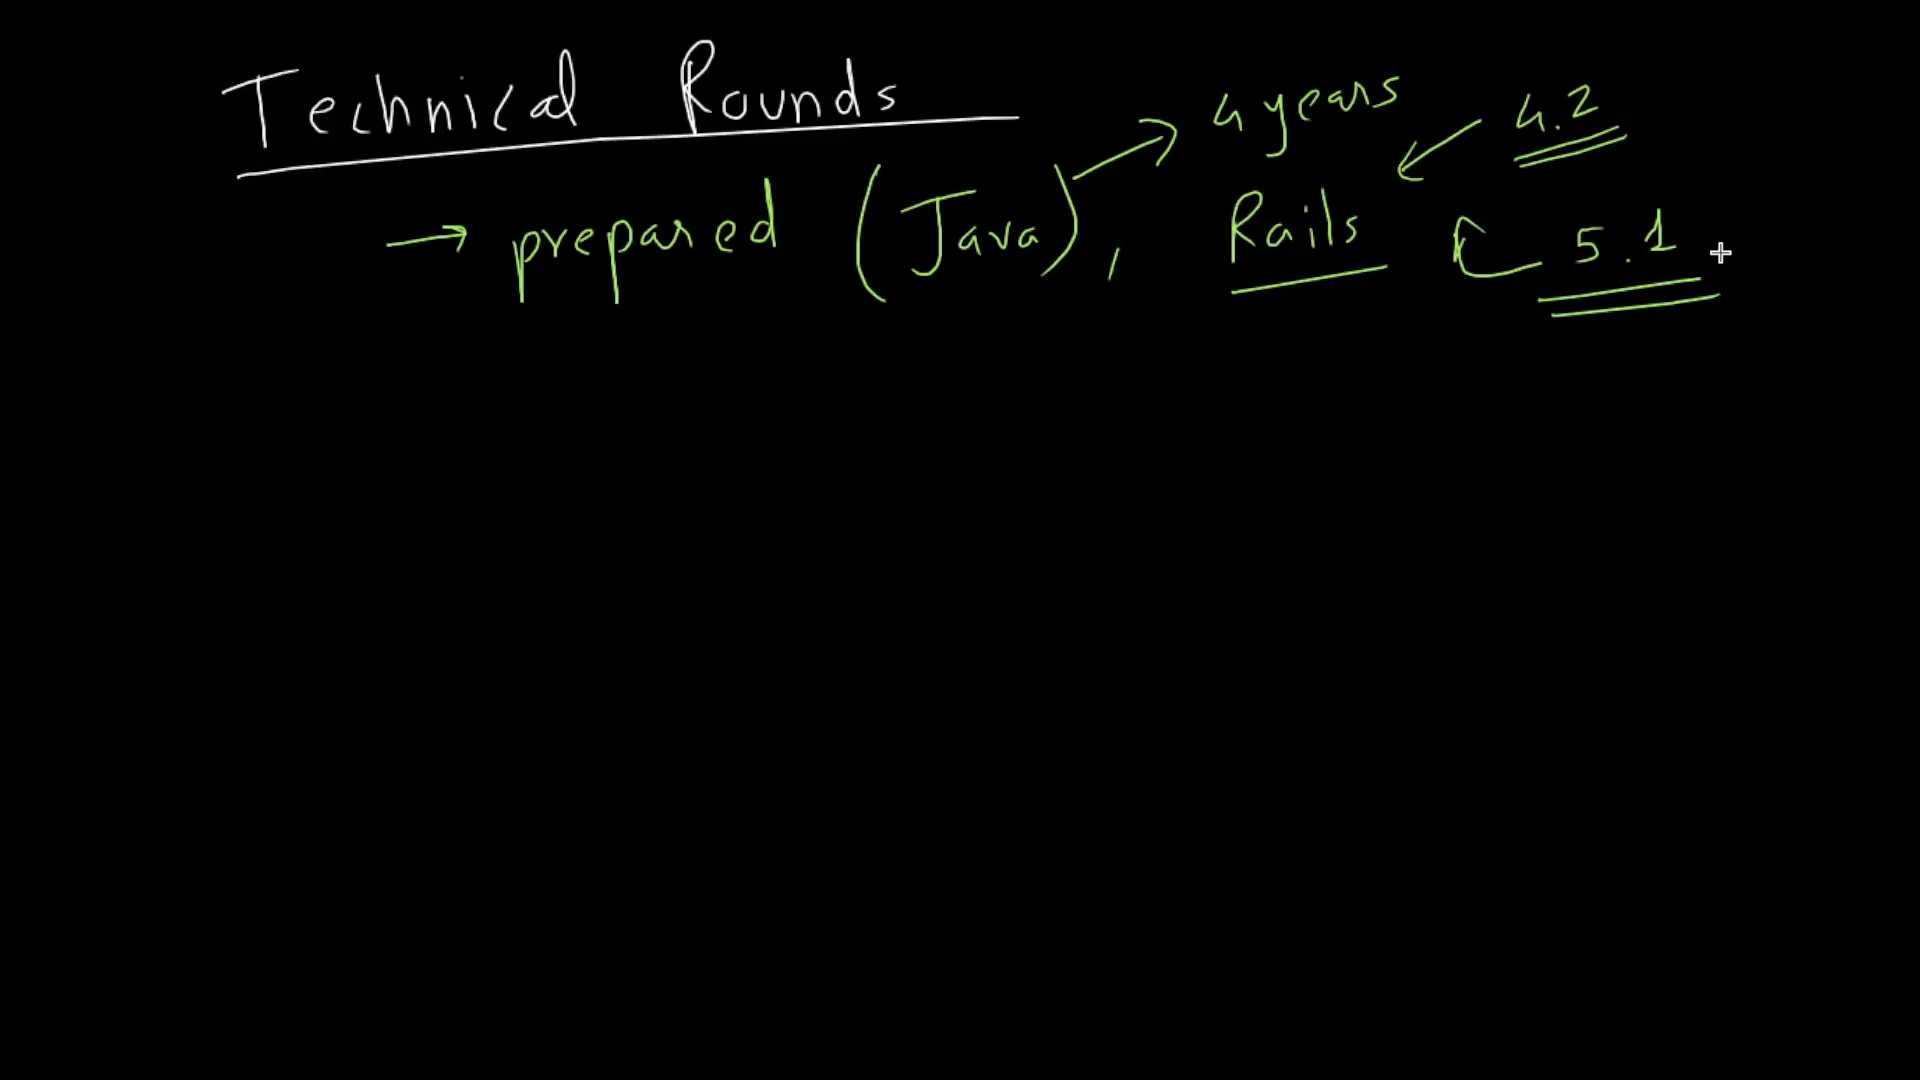 Technical Rounds
4 years 4.2
→ prepared (Java), Rails 5.1